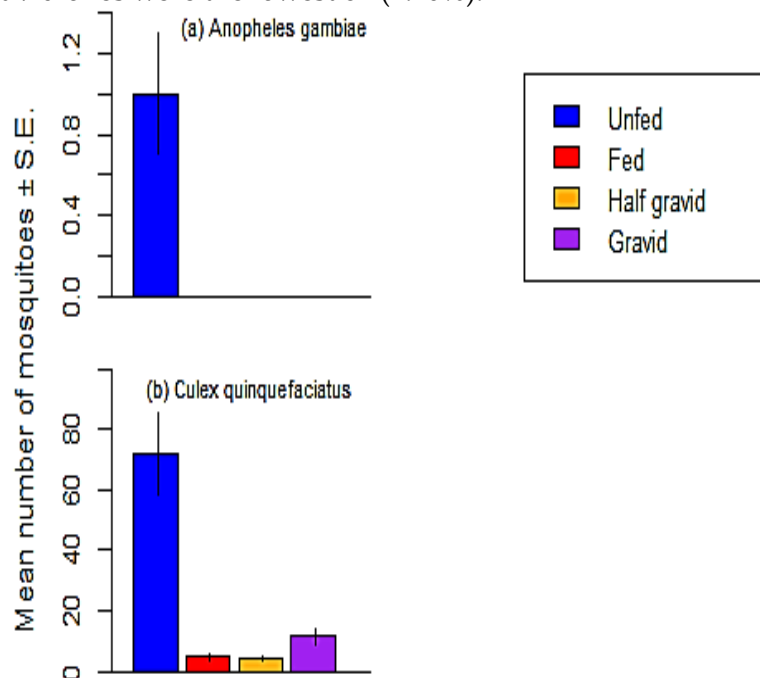 (a) Anopheles gambiae
1.2
0.8
0.4
0.0
Mean number of mosquitoes ± S.E.
Unfed
Fed
Half gravid
Gravid
(b) Culex quinquefaciatus
80
60
40
20
0